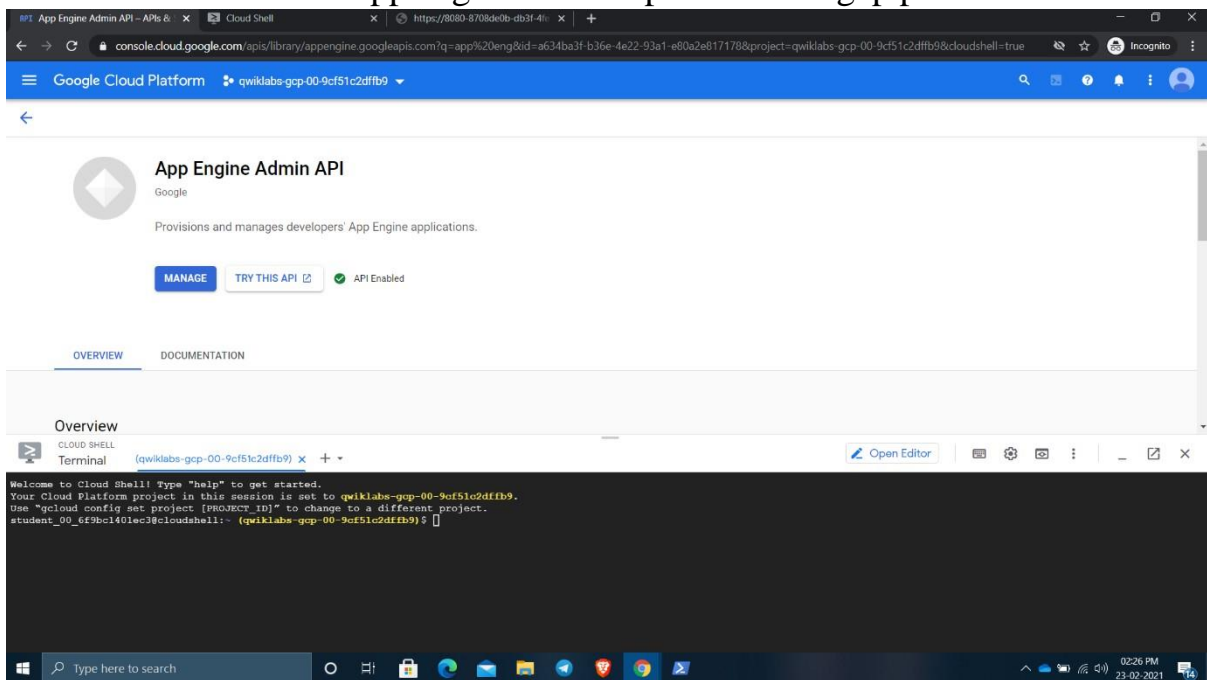 App Engine Admin API – APIs &
Cloud Shell
https://8080-8708de0b-db3f-4fe
console.cloud.google.com/apis/library/appengine.googleapis.com?q=app%20eng&id=a634ba3f-b36e-4e22-93a1-e80a2e817178&project=qwiklabs-gcp-00-9cf51c2dffb9&cloudshell=true
Incognito
Google Cloud Platform
qwiklabs-gcp-00-9cf51c2dffb9
App Engine Admin API
Google
Provisions and manages developers' App Engine applications.
MANAGE
TRY THIS API
API Enabled
OVERVIEW
DOCUMENTATION
Overview
CLOUD SHELL
Terminal
(qwiklabs-gcp-00-9cf51c2dffb9)
Open Editor
Welcome to Cloud Shell! Type "help" to get started.
Your Cloud Platform project in this session is set to qwiklabs-gcp-00-9cf51c2dffb9.
Use "gcloud config set project [PROJECT_ID]" to change to a different project.
student_00_6f9bc1401ec3@cloudshell:~ (qwiklabs-gcp-00-9cf51c2dffb9)$
Type here to search
02:26 PM
23-02-2021
14